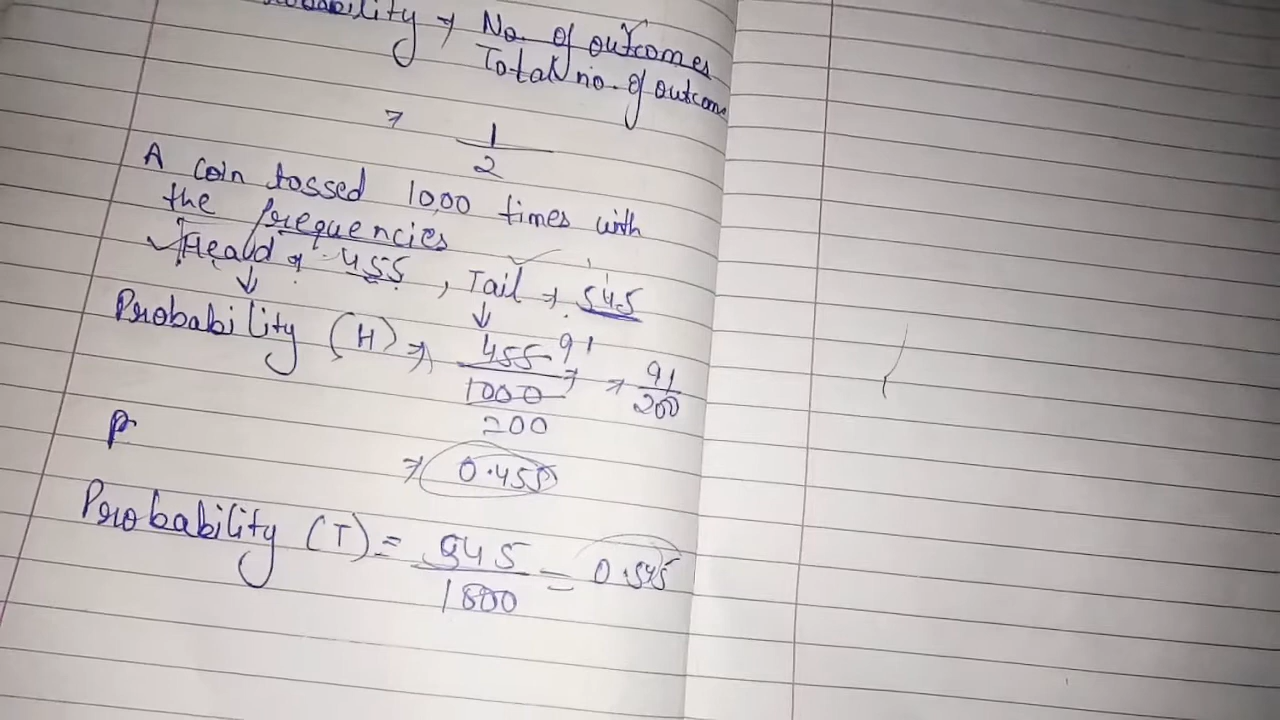 Probability → No. of outcomes
Total no. of outcom
→ 1
2
A coin tossed 1000 times with
the frequencies
Head → 455, Tail → 545
↓ ↓
Probability (H) ⇒ 455 91 → → 91
1000 200
200
→ 0.455
P
Probability (T) = 545 = 0.545
1000